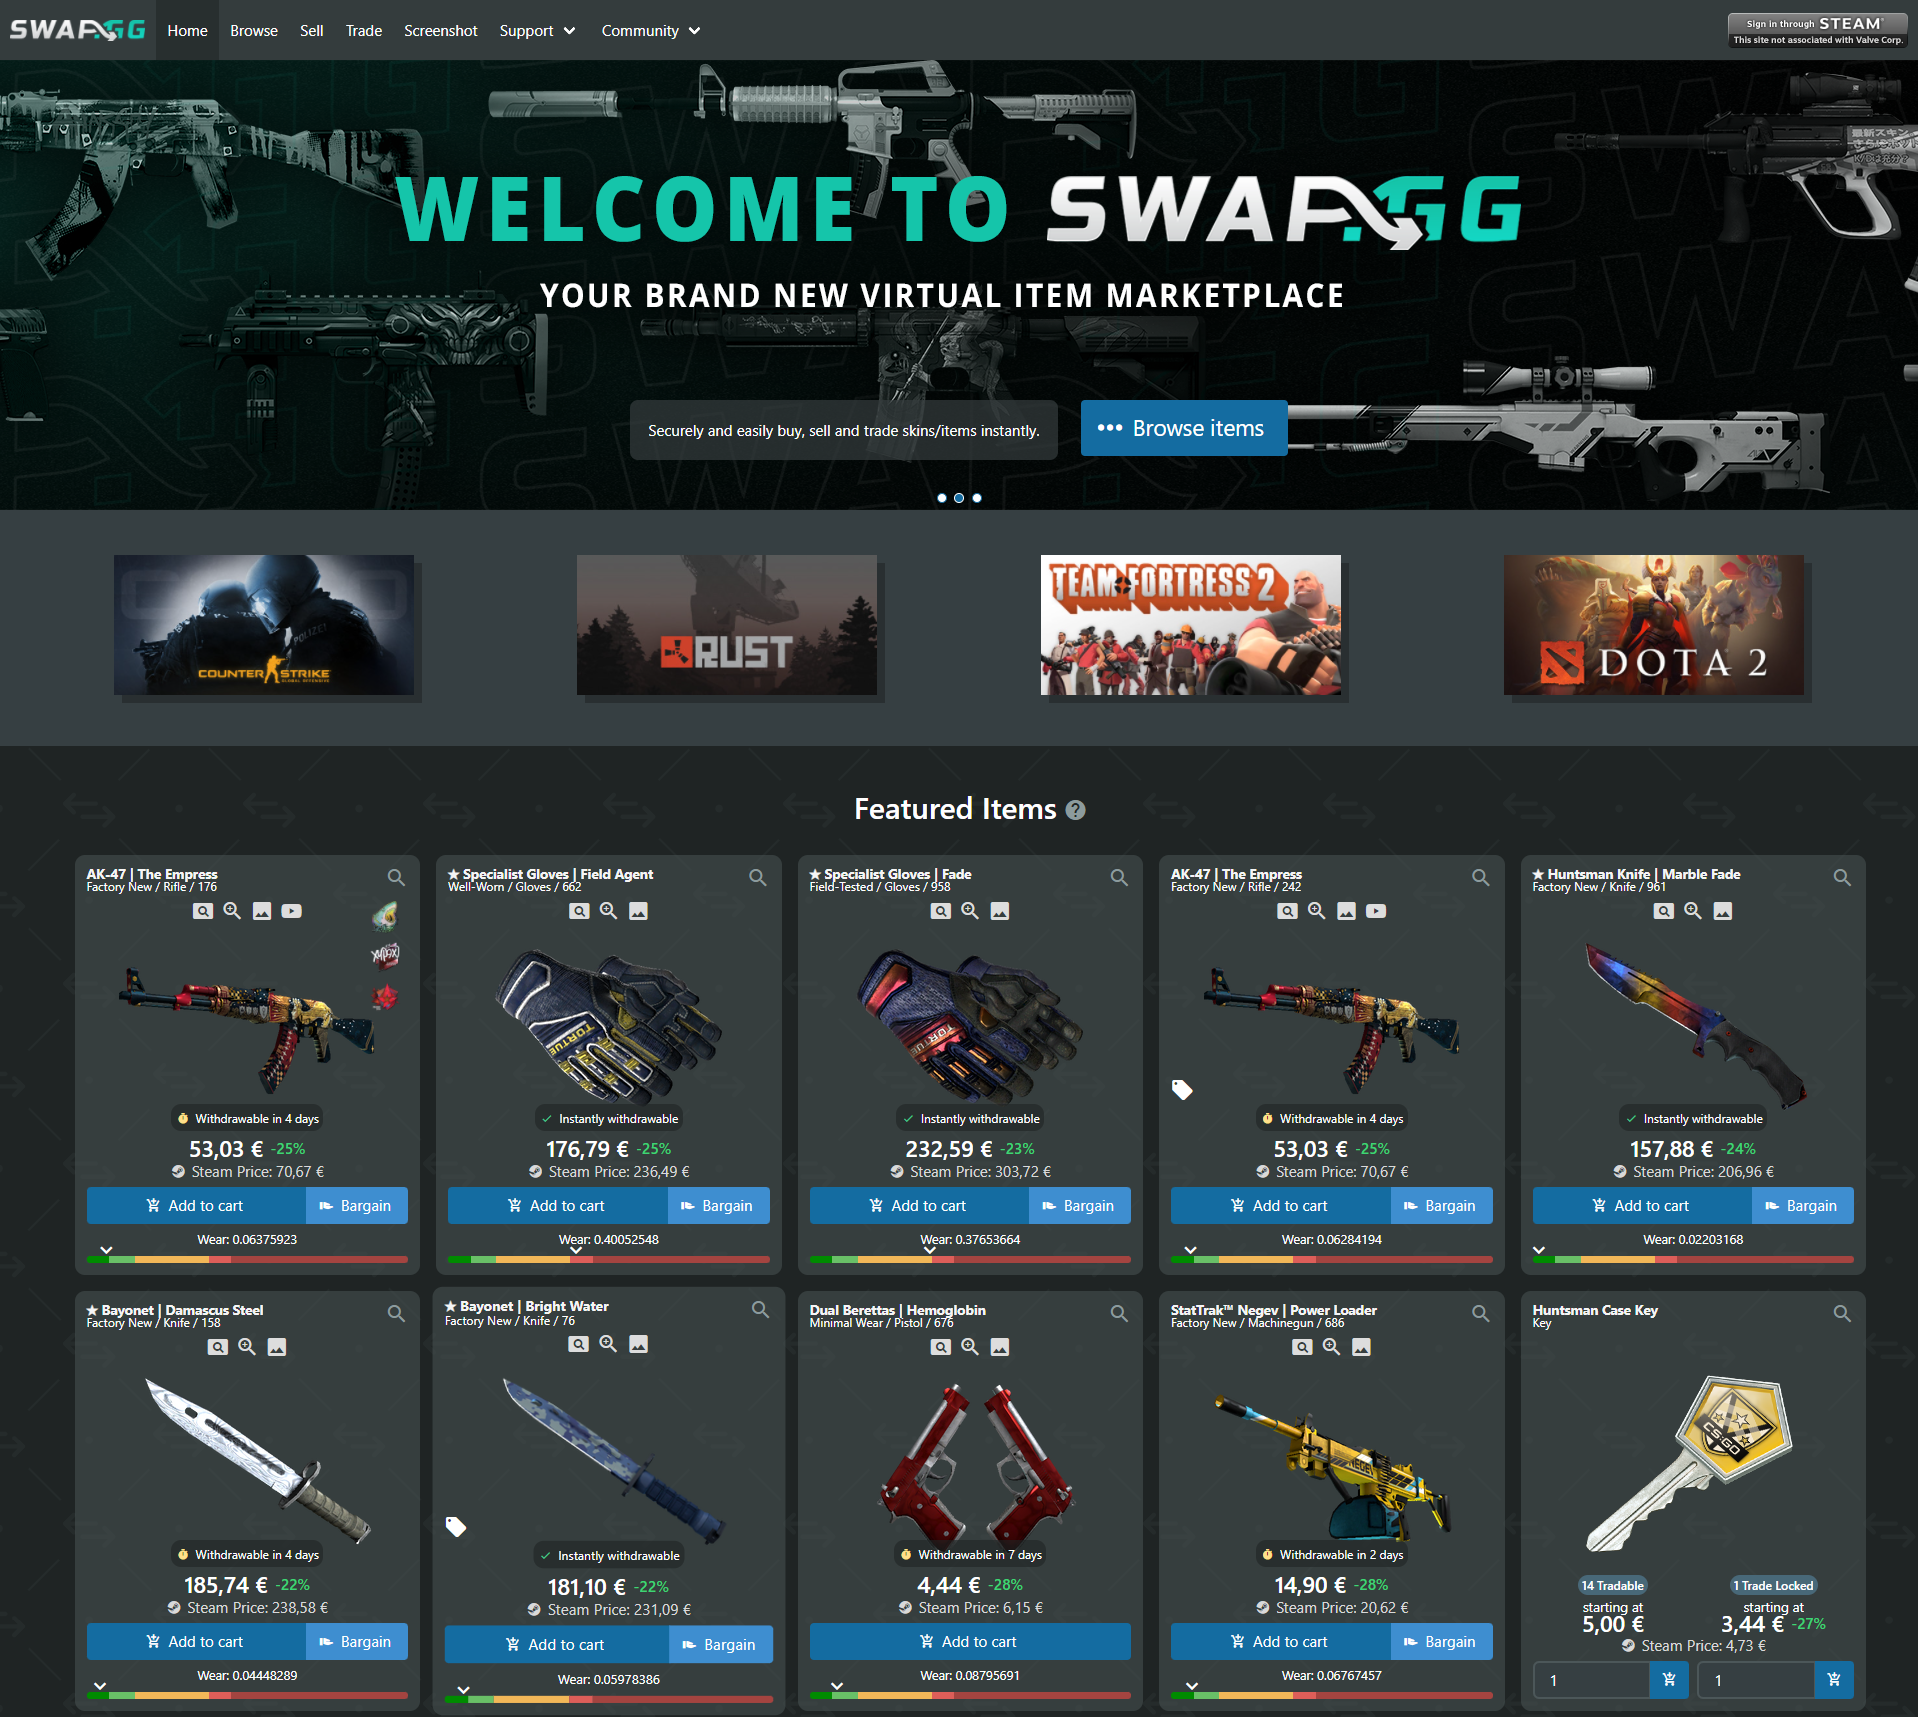 SWAP.GG
Home
Browse
Sell
Trade
Screenshot
Support
Community
Sign in through STEAM
This site not associated with Valve Corp.
WELCOME TO SWAP.GG
YOUR BRAND NEW VIRTUAL ITEM MARKETPLACE
Securely and easily buy, sell and trade skins/items instantly.
Browse items
COUNTER STRIKE
GLOBAL OFFENSIVE
RUST
TEAM FORTRESS 2
DOTA 2
Featured Items
AK-47 | The Empress
Factory New / Rifle / 176
Withdrawable in 4 days
53,03 € -25%
Steam Price: 70,67 €
Add to cart
Bargain
Wear: 0.06375923
★ Specialist Gloves | Field Agent
Well-Worn / Gloves / 662
Instantly withdrawable
176,79 € -25%
Steam Price: 236,49 €
Add to cart
Bargain
Wear: 0.40052548
★ Specialist Gloves | Fade
Field-Tested / Gloves / 958
Instantly withdrawable
232,59 € -23%
Steam Price: 303,72 €
Add to cart
Bargain
Wear: 0.37653664
AK-47 | The Empress
Factory New / Rifle / 242
Withdrawable in 4 days
53,03 € -25%
Steam Price: 70,67 €
Add to cart
Bargain
Wear: 0.06284194
★ Huntsman Knife | Marble Fade
Factory New / Knife / 961
Instantly withdrawable
157,88 € -24%
Steam Price: 206,96 €
Add to cart
Bargain
Wear: 0.02203168
★ Bayonet | Damascus Steel
Factory New / Knife / 158
Withdrawable in 4 days
185,74 € -22%
Steam Price: 238,58 €
Add to cart
Bargain
Wear: 0.04448289
★ Bayonet | Bright Water
Factory New / Knife / 76
Instantly withdrawable
181,10 € -22%
Steam Price: 231,09 €
Add to cart
Bargain
Wear: 0.05978386
Dual Berettas | Hemoglobin
Minimal Wear / Pistol / 676
Withdrawable in 7 days
4,44 € -28%
Steam Price: 6,15 €
Add to cart
Wear: 0.08795691
StatTrak™ Negev | Power Loader
Factory New / Machinegun / 686
Withdrawable in 2 days
14,90 € -28%
Steam Price: 20,62 €
Add to cart
Bargain
Wear: 0.06767457
Huntsman Case Key
Key
CS:GO
14 Tradable
starting at
5,00 €
1 Trade Locked
starting at
3,44 € -27%
Steam Price: 4,73 €
1
1